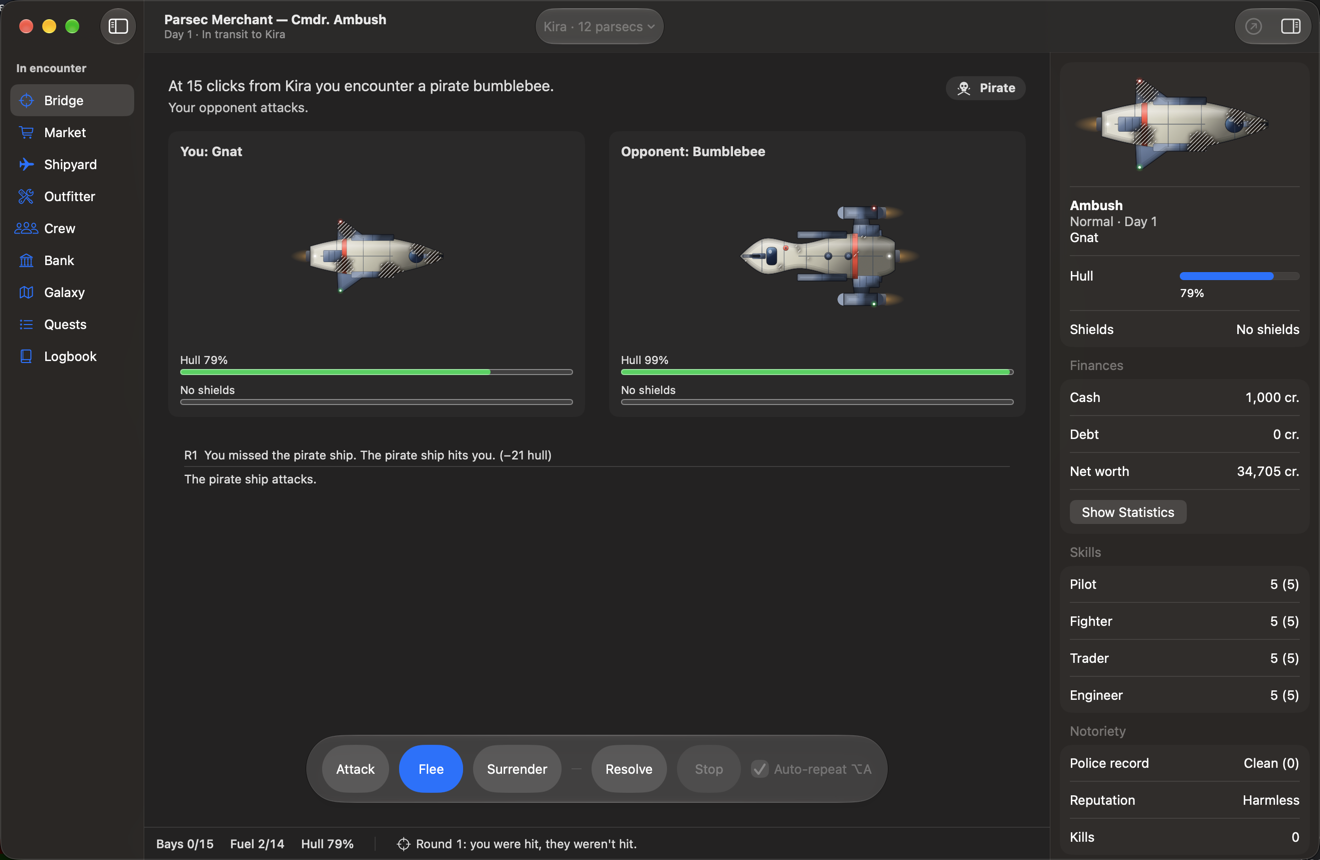 Parsec Merchant — Cmdr. Ambush
Day 1 · In transit to Kira
Kira · 12 parsecs
In encounter
Bridge
Market
Shipyard
Outfitter
Crew
Bank
Galaxy
Quests
Logbook
At 15 clicks from Kira you encounter a pirate bumblebee.
Your opponent attacks.
Pirate
You: Gnat
Hull 79%
No shields
Opponent: Bumblebee
Hull 99%
No shields
R1 You missed the pirate ship. The pirate ship hits you. (−21 hull)
The pirate ship attacks.
Attack
Flee
Surrender
Resolve
Stop
Auto-repeat ⌥A
Bays 0/15
Fuel 2/14
Hull 79%
Round 1: you were hit, they weren't hit.
Ambush
Normal · Day 1
Gnat
Hull
79%
Shields No shields
Finances
Cash 1,000 cr.
Debt 0 cr.
Net worth 34,705 cr.
Show Statistics
Skills
Pilot 5 (5)
Fighter 5 (5)
Trader 5 (5)
Engineer 5 (5)
Notoriety
Police record Clean (0)
Reputation Harmless
Kills 0